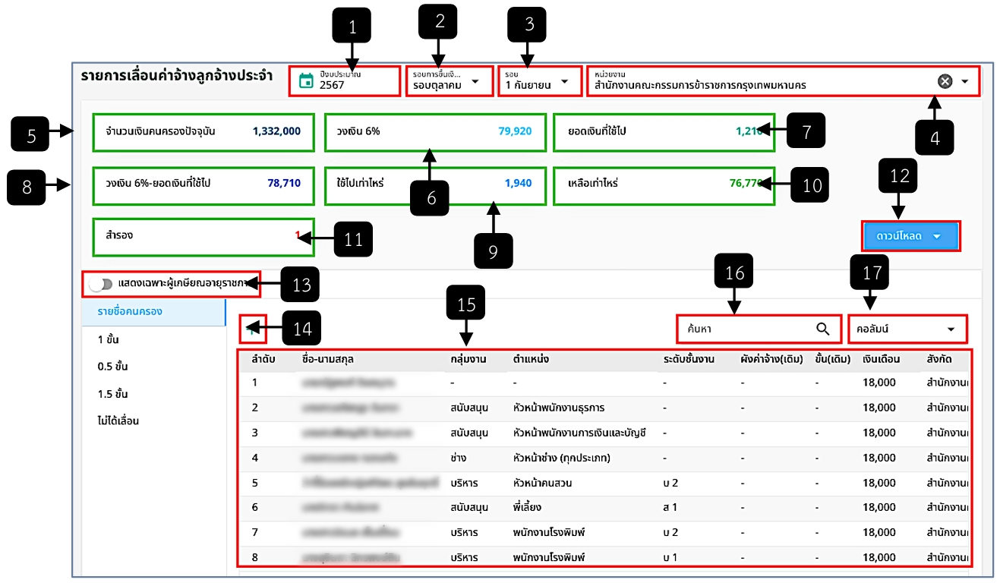 1
2
3
รายการเลื่อนค่าจ้างลูกจ้างประจำ
ปีงบประมาณ
2567
รอบการขึ้นเงิ...
รอบตุลาคม
รอบ
1 กันยายน
หน่วยงาน
สำนักงานคณะกรรมการข้าราชการกรุงเทพมหานคร
4
5
จำนวนเงินคนครองปัจจุบัน 1,332,000
วงเงิน 6% 79,920
ยอดเงินที่ใช้ไป 1,210
7
8
วงเงิน 6%-ยอดเงินที่ใช้ไป 78,710
ใช้ไปเท่าไหร่ 1,940
เหลือเท่าไหร่ 76,770
6
10
12
สำรอง 1
11
9
ดาวน์โหลด
แสดงเฉพาะผู้เกษียณอายุราชก
13
16
17
รายชื่อคนครอง
1 ขั้น
0.5 ขั้น
1.5 ขั้น
ไม่ได้เลื่อน
14
15
ค้นหา
คอลัมน์
ลำดับ ชื่อ-นามสกุล กลุ่มงาน ตำแหน่ง ระดับชั้นงาน ผังค่าจ้าง(เดิม) ขั้น(เดิม) เงินเดือน สังกัด
1 - - - - - 18,000 สำนักงาน
2 สนับสนุน หัวหน้าพนักงานธุรการ - - - 18,000 สำนักงาน
3 สนับสนุน หัวหน้าพนักงานการเงินและบัญชี - - - 18,000 สำนักงาน
4 ช่าง หัวหน้าช่าง (ทุกประเภท) - - - 18,000 สำนักงาน
5 บริหาร หัวหน้าคนสวน บ 2 - - 18,000 สำนักงาน
6 สนับสนุน พี่เลี้ยง ส 1 - - 18,000 สำนักงาน
7 บริหาร พนักงานโรงพิมพ์ บ 2 - - 18,000 สำนักงาน
8 บริหาร พนักงานโรงพิมพ์ บ 1 - - 18,000 สำนักงาน